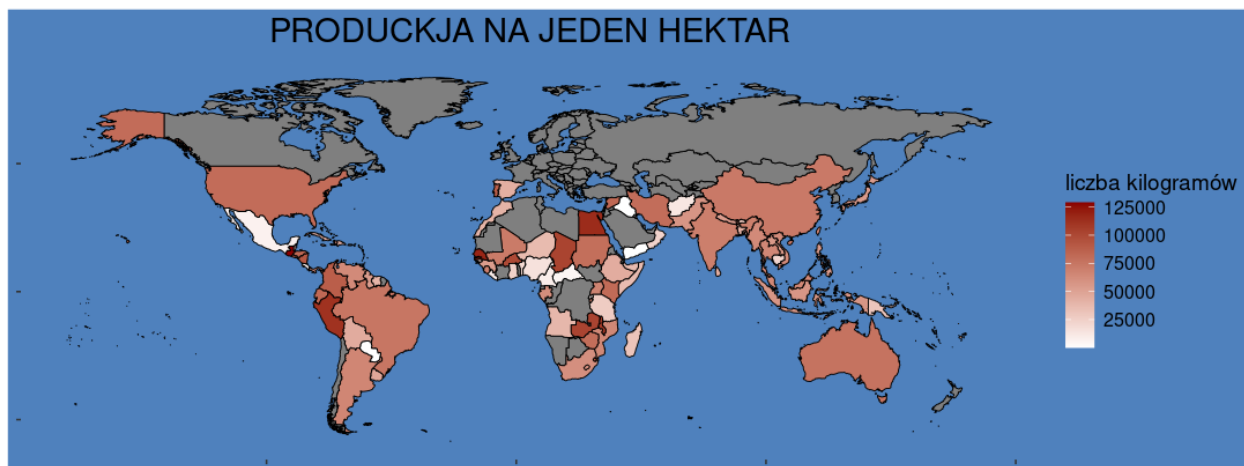 PRODUCKJA NA JEDEN HEKTAR
liczba kilogramów
125000
100000
75000
50000
25000